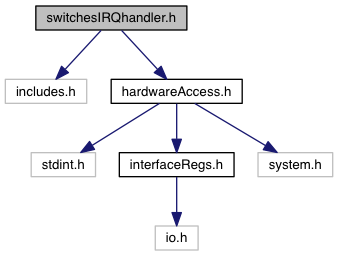 switchesIRQhandler.h
includes.h
hardwareAccess.h
stdint.h
interfaceRegs.h
system.h
io.h